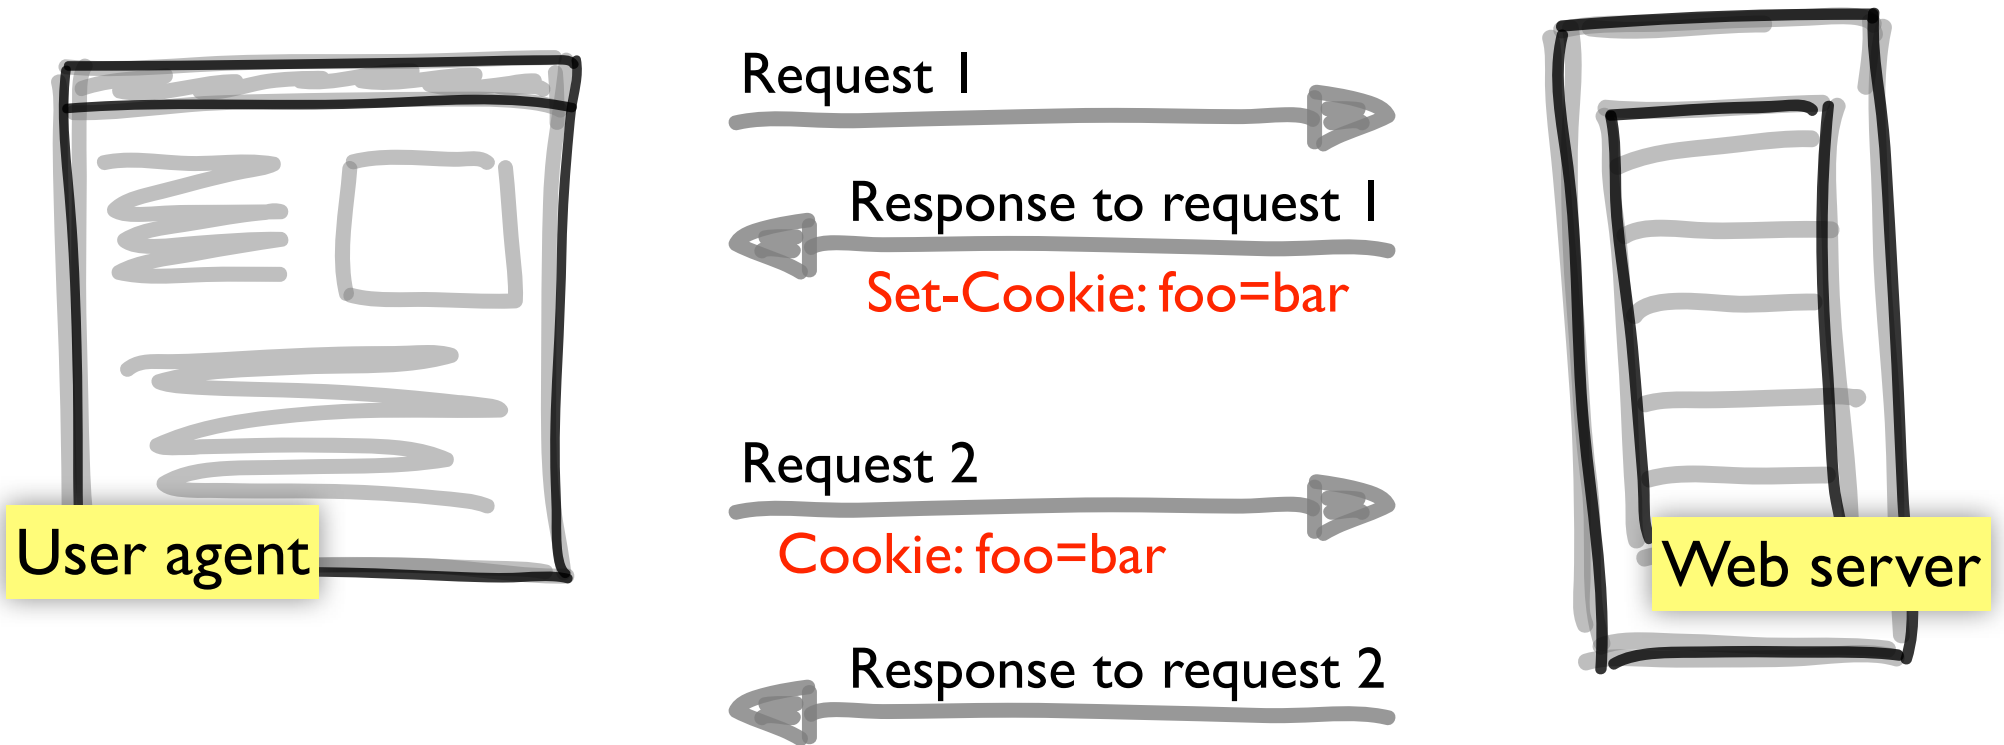 Request 1
Response to request 1
Set-Cookie: foo=bar
Request 2
Cookie: foo=bar
User agent
Web server
Response to request 2